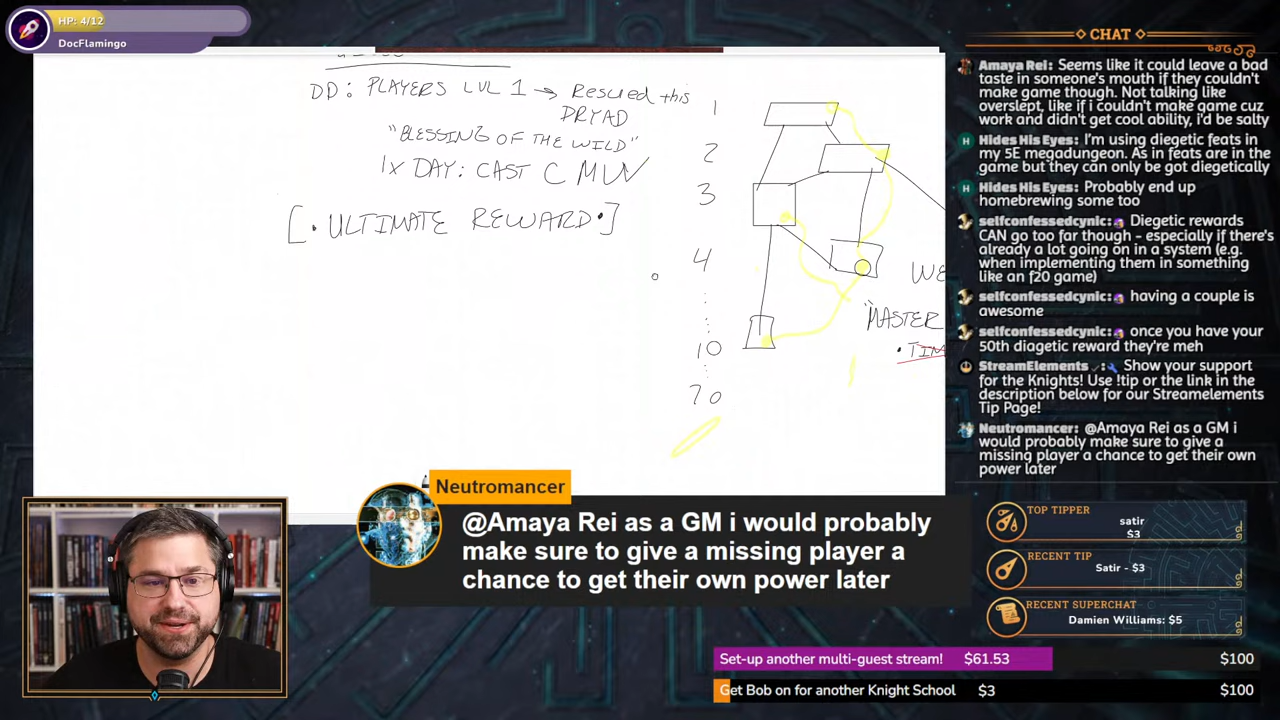 HP: 4/12
DocFlamingo
DD: PLAYERS LVL 1 → RESCUED this
DRYAD
"BLESSING OF THE WILD"
1X DAY: CAST C M W
[• ULTIMATE REWARD •]
1
2
3
4
10
20
WE
"MASTER
• TIM
CHAT
Amaya Rei: Seems like it could leave a bad
taste in someone's mouth if they couldn't
make game though. Not talking like
overslept, like if i couldn't make game cuz
work and didn't get cool ability, i'd be salty
Hides His Eyes: I'm using diegetic feats in
my 5E megadungeon. As in feats are in the
game but they can only be got diegetically
Hides His Eyes: Probably end up
homebrewing some too
selfconfessedcynic: Diegetic rewards
CAN go too far though - especially if there's
already a lot going on in a system (e.g.
when implementing them in something
like an f20 game)
selfconfessedcynic: having a couple is
awesome
selfconfessedcynic: once you have your
50th diagetic reward they're meh
StreamElements: Show your support
for the Knights! Use !tip or the link in the
description below for our Streamelements
Tip Page!
Neutromancer: @Amaya Rei as a GM i
would probably make sure to give a
missing player a chance to get their own
power later
Neutromancer
@Amaya Rei as a GM i would probably
make sure to give a missing player a
chance to get their own power later
TOP TIPPER
satir
$3
RECENT TIP
Satir - $3
RECENT SUPERCHAT
Damien Williams: $5
Set-up another multi-guest stream! $61.53 $100
Get Bob on for another Knight School $3 $100